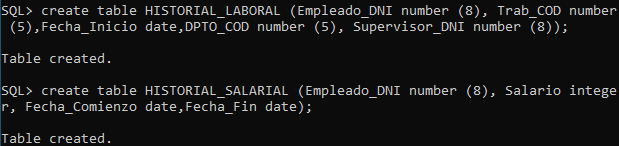 SQL> create table HISTORIAL_LABORAL (Empleado_DNI number (8), Trab_COD number
 (5),Fecha_Inicio date,DPTO_COD number (5), Supervisor_DNI number (8));
Table created.
SQL> create table HISTORIAL_SALARIAL (Empleado_DNI number (8), Salario intege
r, Fecha_Comienzo date,Fecha_Fin date);
Table created.